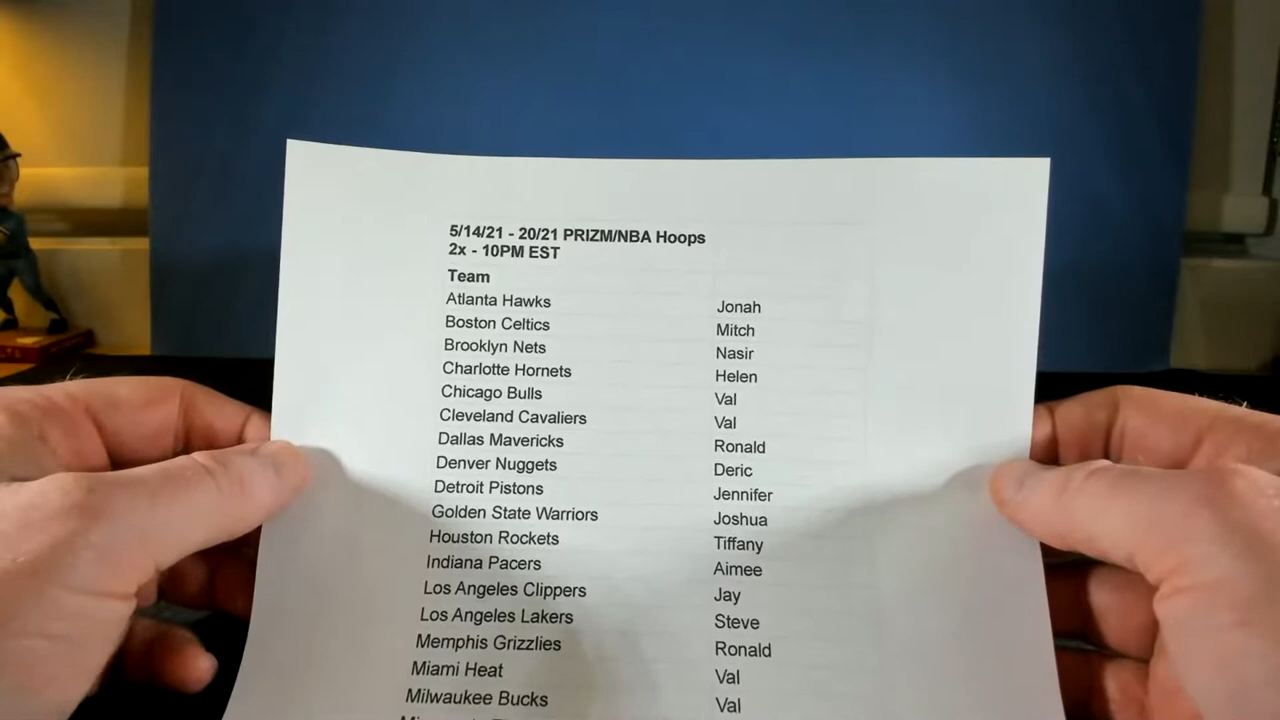 5/14/21 - 20/21 PRIZM/NBA Hoops
2x - 10PM EST
Team
Atlanta Hawks Jonah
Boston Celtics Mitch
Brooklyn Nets Nasir
Charlotte Hornets Helen
Chicago Bulls Val
Cleveland Cavaliers Val
Dallas Mavericks Ronald
Denver Nuggets Deric
Detroit Pistons Jennifer
Golden State Warriors Joshua
Houston Rockets Tiffany
Indiana Pacers Aimee
Los Angeles Clippers Jay
Los Angeles Lakers Steve
Memphis Grizzlies Ronald
Miami Heat Val
Milwaukee Bucks Val